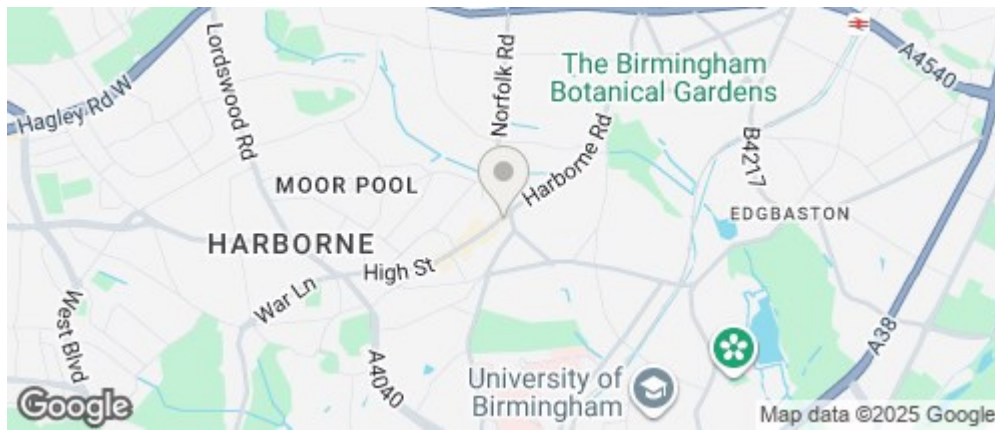 Lordswood Rd
Hagley Rd W
Norfolk Rd
The Birmingham
Botanical Gardens
A4540
B4217
Harborne Rd
MOOR POOL
EDGBASTON
HARBORNE
High St
War Ln
West Blvd
A4040
A38
University of
Birmingham
Google
Map data ©2025 Google